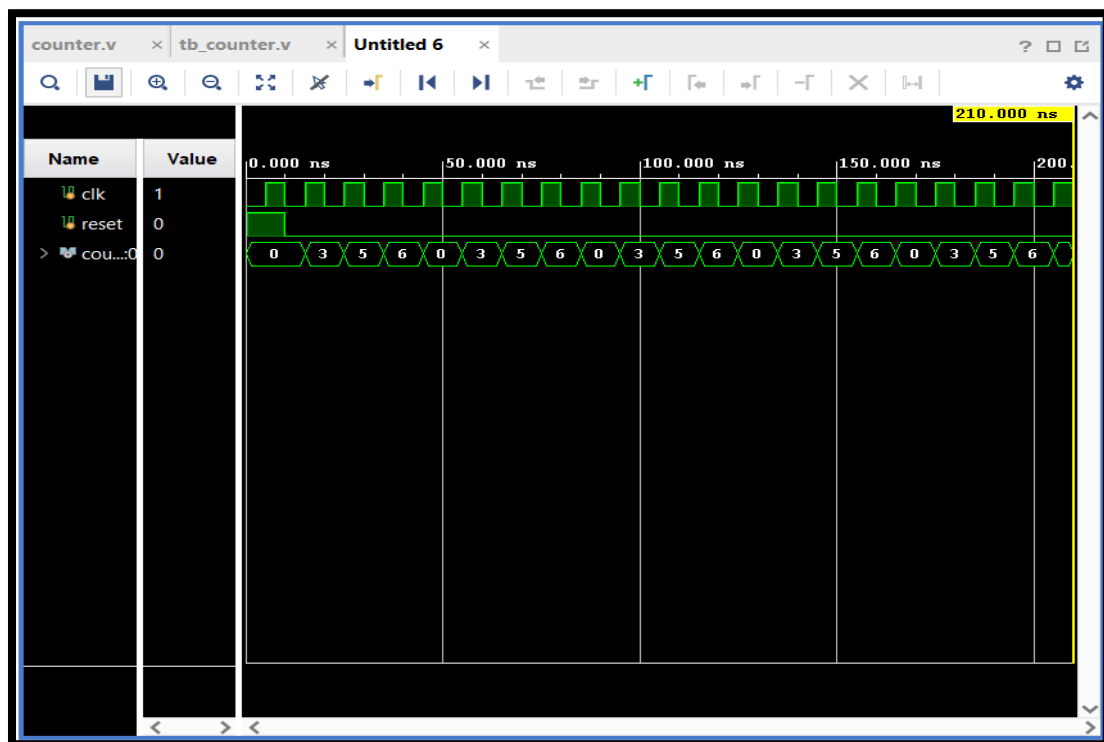 counter.v × tb_counter.v × Untitled 6 ×
210.000 ns
Name Value 0.000 ns 50.000 ns 100.000 ns 150.000 ns 200.
clk 1
reset 0
> cou...:0 0 0 3 5 6 0 3 5 6 0 3 5 6 0 3 5 6 0 3 5 6